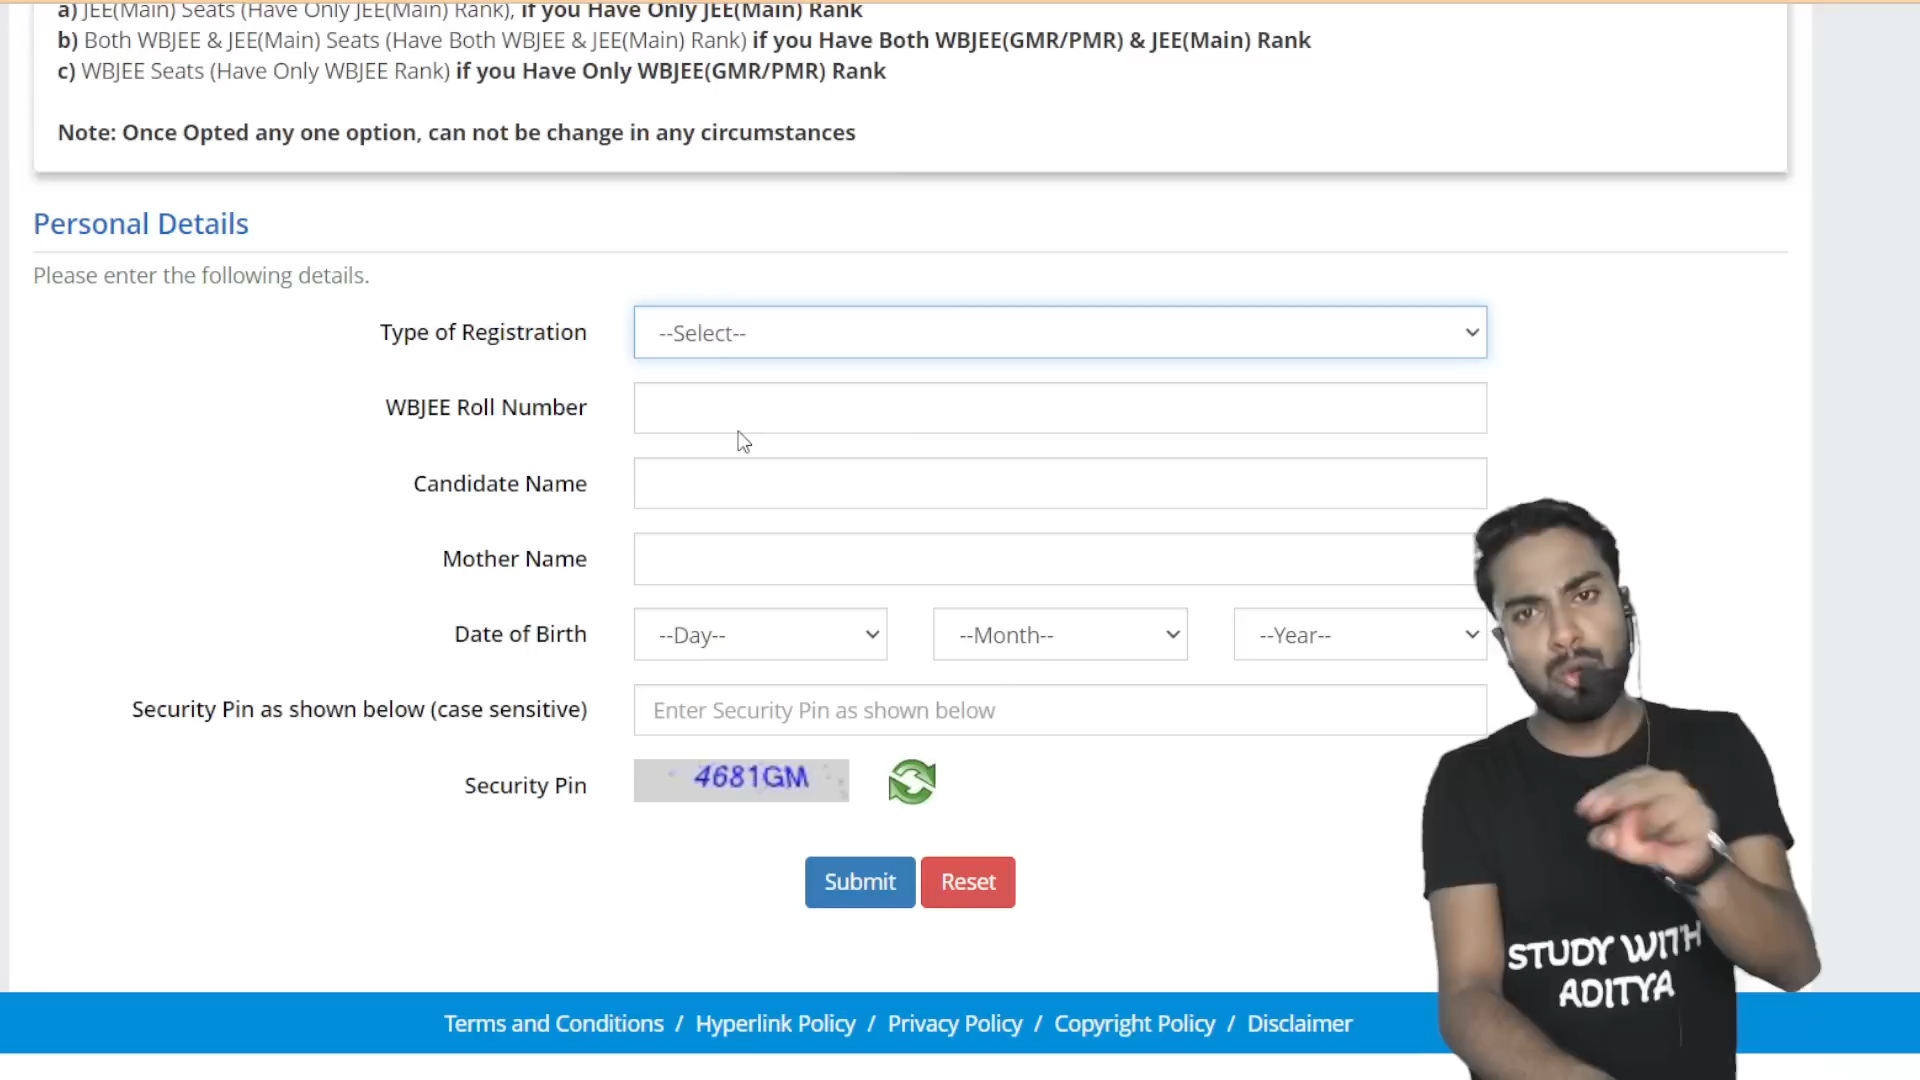 a) JEE(Main) Seats (Have Only JEE(Main) Rank), if you Have Only JEE(Main) Rank
b) Both WBJEE & JEE(Main) Seats (Have Both WBJEE & JEE(Main) Rank) if you Have Both WBJEE(GMR/PMR) & JEE(Main) Rank
c) WBJEE Seats (Have Only WBJEE Rank) if you Have Only WBJEE(GMR/PMR) Rank
Note: Once Opted any one option, can not be change in any circumstances
Personal Details
Please enter the following details.
Type of Registration --Select--
WBJEE Roll Number
Candidate Name
Mother Name
Date of Birth --Day-- --Month-- --Year--
Security Pin as shown below (case sensitive) Enter Security Pin as shown below
Security Pin 4681GM
Submit Reset
STUDY WITH
ADITYA
Terms and Conditions / Hyperlink Policy / Privacy Policy / Copyright Policy / Disclaimer